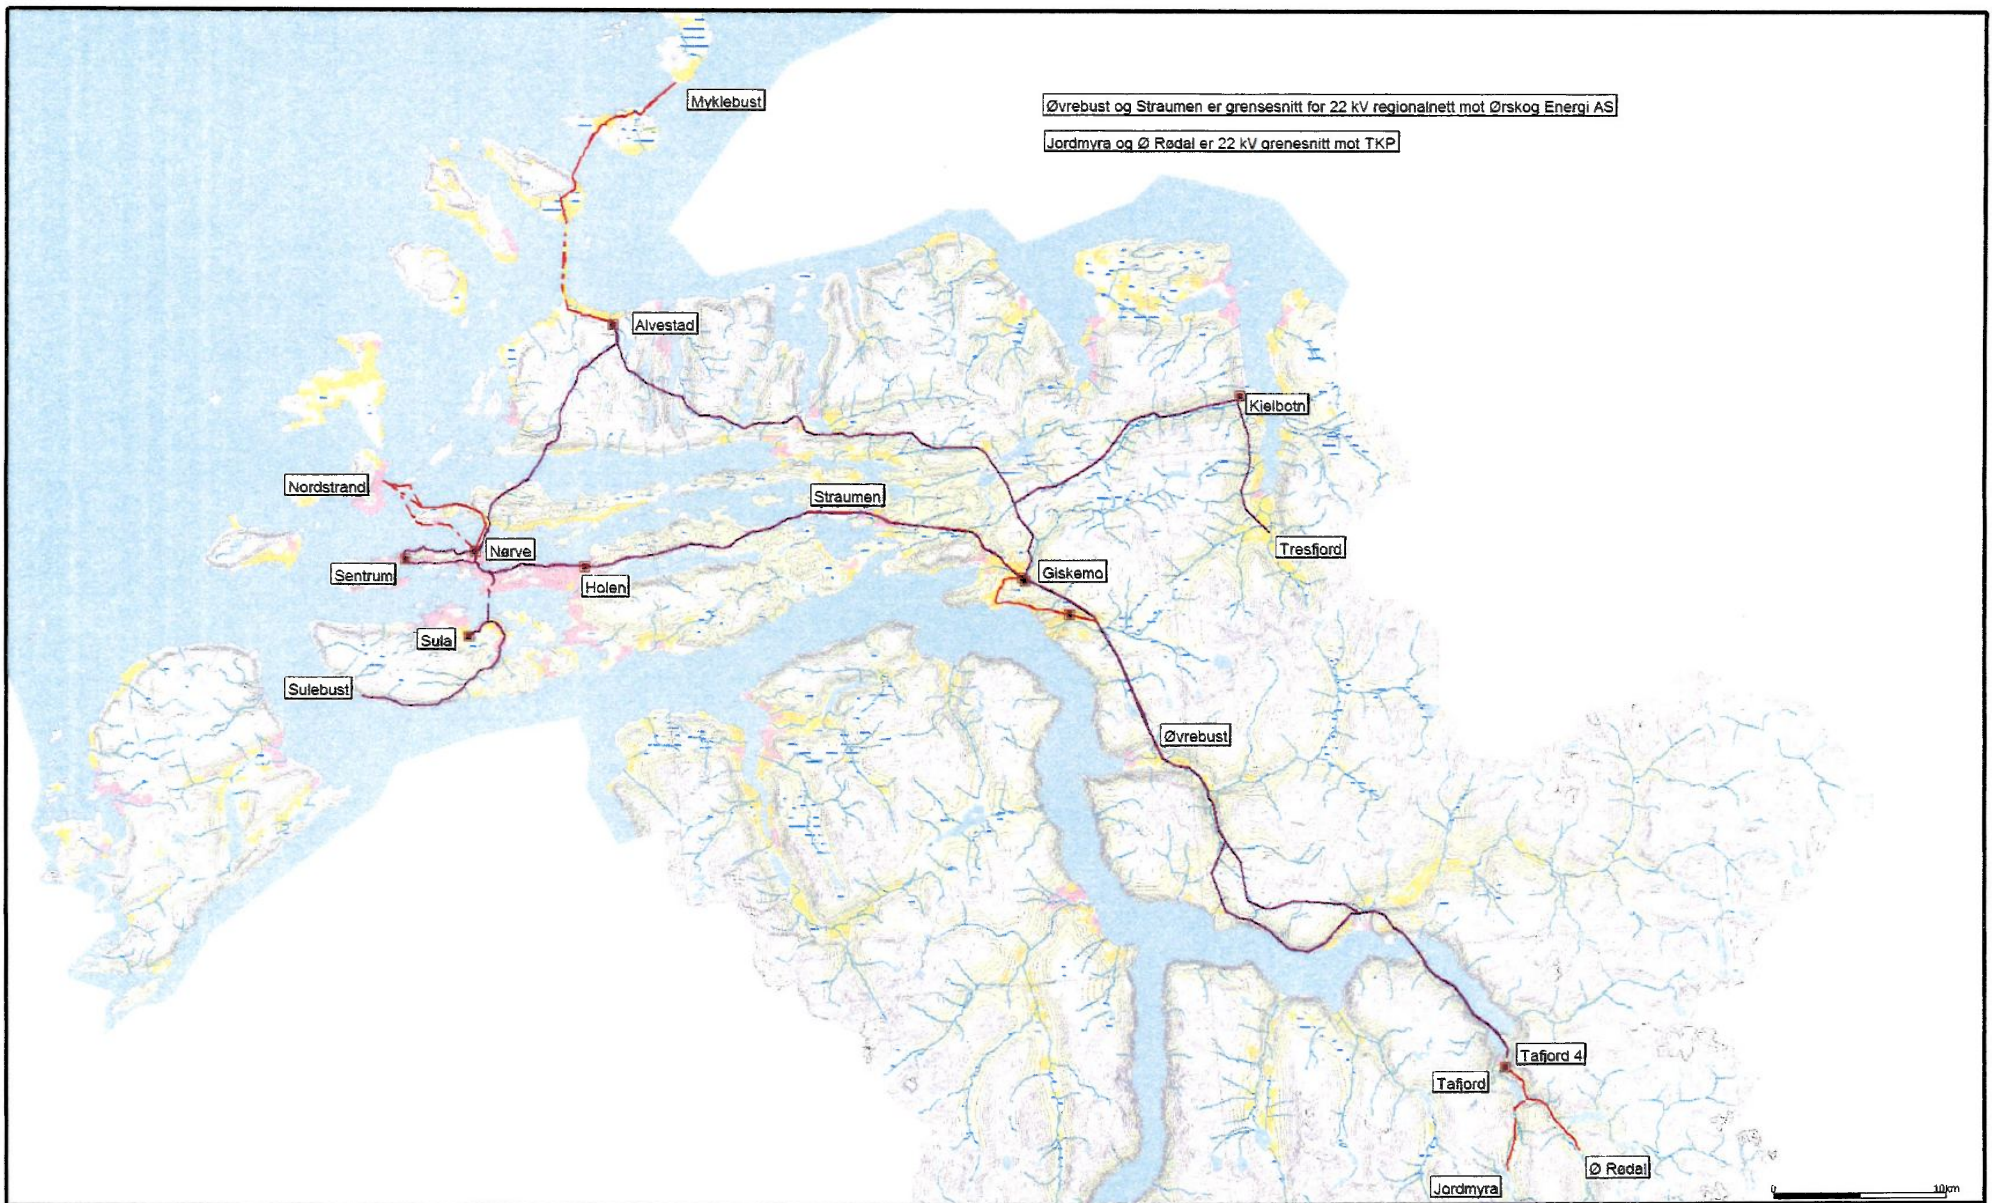 Myklebust
Øvrebust og Straumen er grensesnitt for 22 kV regionalnett mot Ørskog Energi AS
Jordmyra og Ø Rødal er 22 kV grenesnitt mot TKP
Alvestad
Kjelbotn
Nordstrand
Straumen
Nørve
Tresfjord
Sentrum
Holen
Giskemo
Sula
Sulebust
Øvrebust
Tafjord 4
Tafjord
Ø Rødal
Jordmyra
0 10km